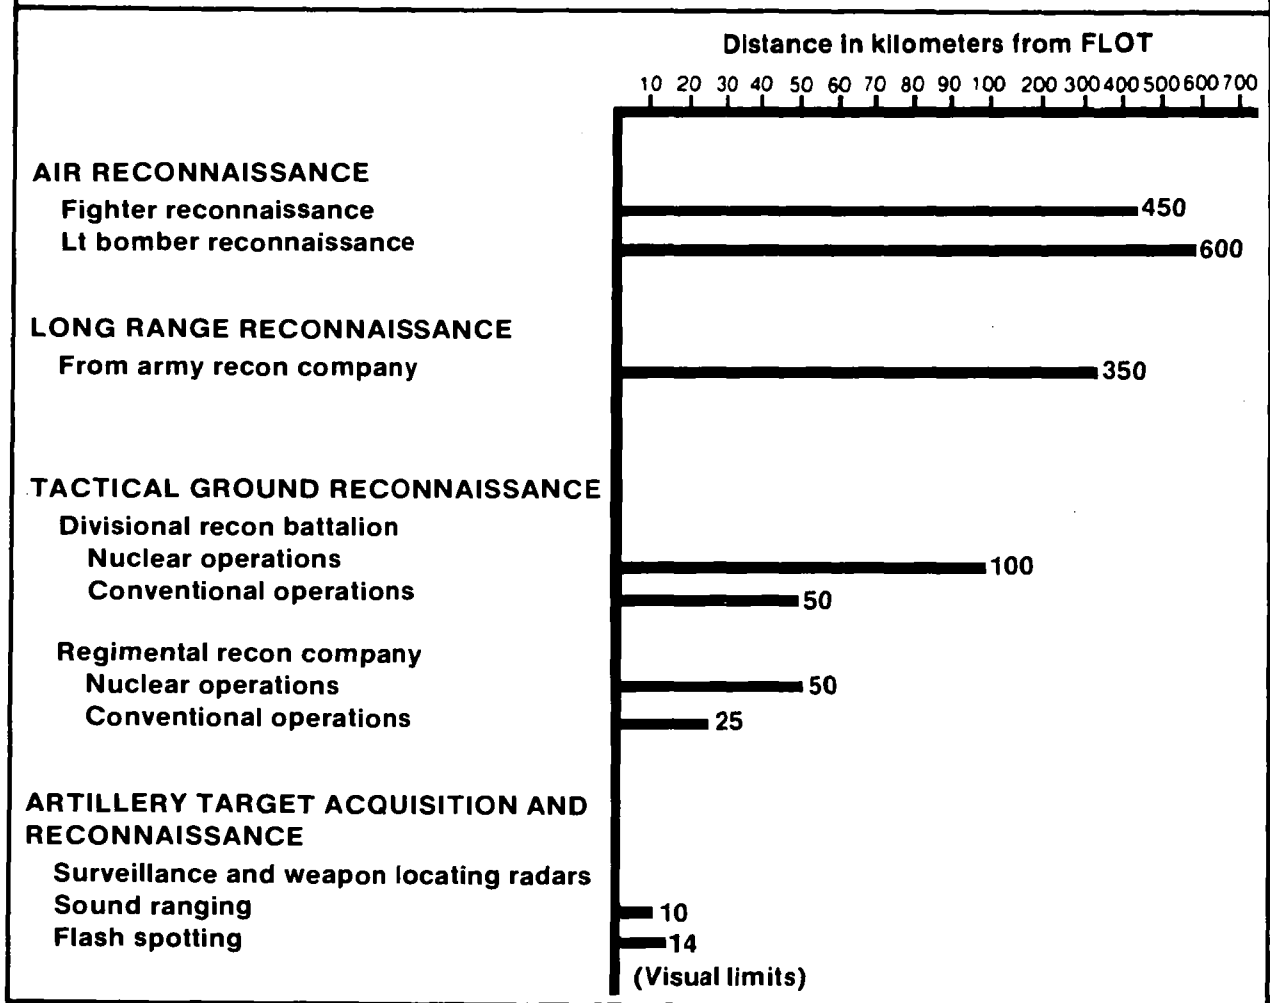 Distance in kilometers from FLOT
10 20 30 40 50 60 70 80 90 100 200 300 400 500 600 700
AIR RECONNAISSANCE
Fighter reconnaissance 450
Lt bomber reconnaissance 600
LONG RANGE RECONNAISSANCE
From army recon company 350
TACTICAL GROUND RECONNAISSANCE
Divisional recon battalion
Nuclear operations 100
Conventional operations 50
Regimental recon company
Nuclear operations 50
Conventional operations 25
ARTILLERY TARGET ACQUISITION AND
RECONNAISSANCE
Surveillance and weapon locating radars
Sound ranging 10
Flash spotting 14
(Visual limits)